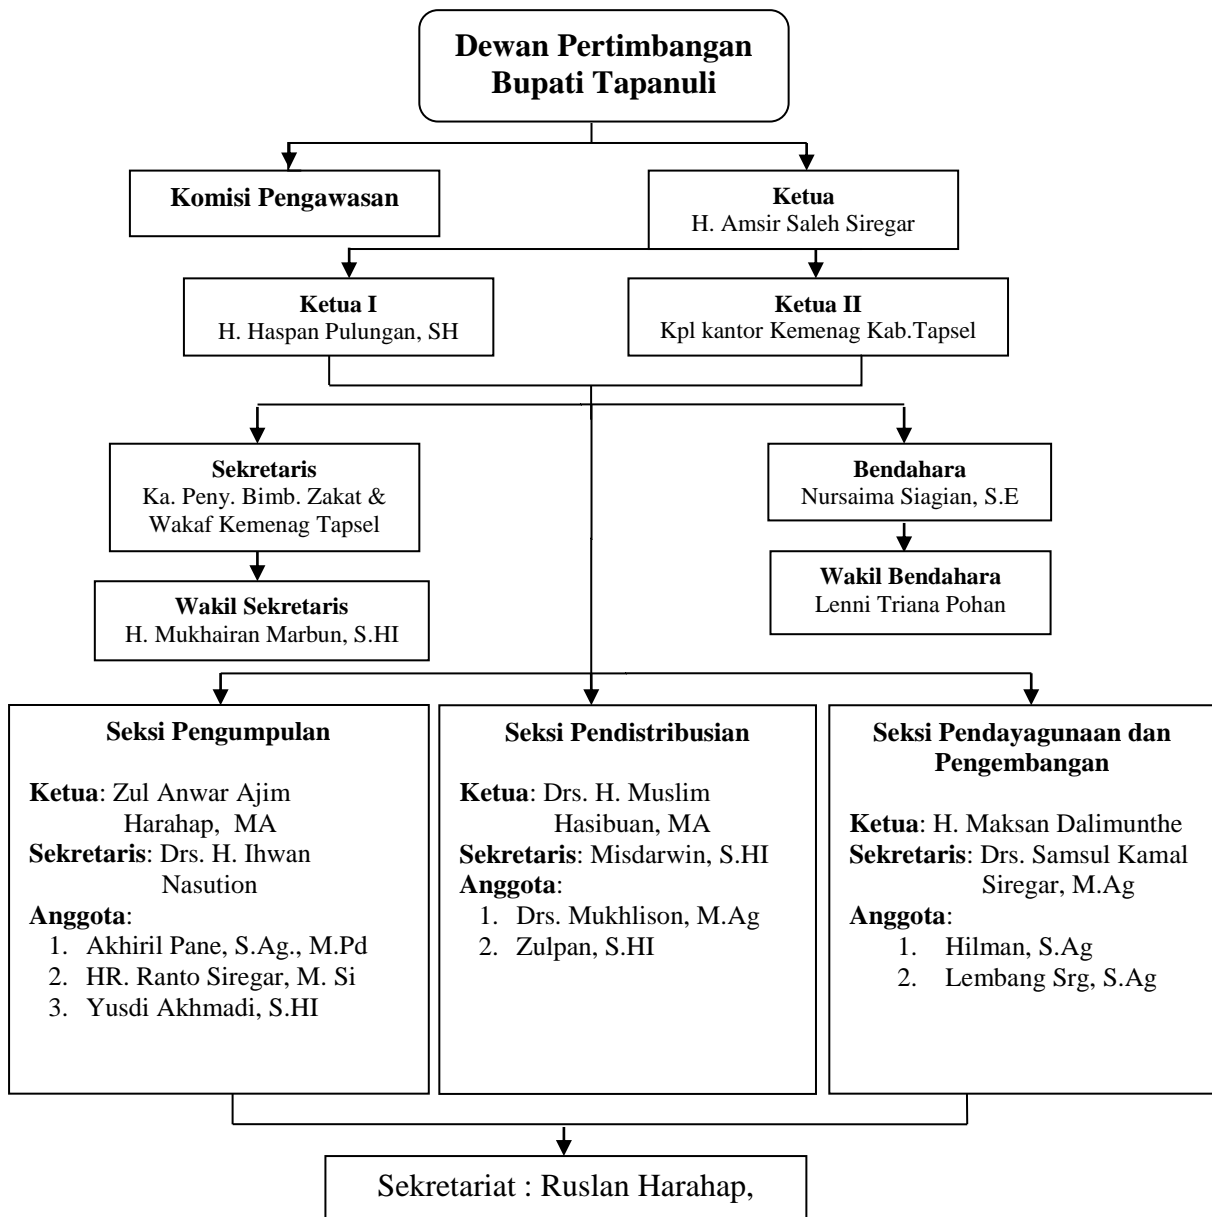 Dewan Pertimbangan
Bupati Tapanuli
Komisi Pengawasan
Ketua
H. Amsir Saleh Siregar
Ketua I
H. Haspan Pulungan, SH
Ketua II
Kpl kantor Kemenag Kab.Tapsel
Sekretaris
Ka. Peny. Bimb. Zakat &
Wakaf Kemenag Tapsel
Bendahara
Nursaima Siagian, S.E
Wakil Sekretaris
H. Mukhairan Marbun, S.HI
Wakil Bendahara
Lenni Triana Pohan
Seksi Pengumpulan
Ketua: Zul Anwar Ajim
Harahap, MA
Sekretaris: Drs. H. Ihwan
Nasution
Anggota:
1. Akhiril Pane, S.Ag., M.Pd
2. HR. Ranto Siregar, M. Si
3. Yusdi Akhmadi, S.HI
Seksi Pendistribusian
Ketua: Drs. H. Muslim
Hasibuan, MA
Sekretaris: Misdarwin, S.HI
Anggota:
1. Drs. Mukhlison, M.Ag
2. Zulpan, S.HI
Seksi Pendayagunaan dan
Pengembangan
Ketua: H. Maksan Dalimunthe
Sekretaris: Drs. Samsul Kamal
Siregar, M.Ag
Anggota:
1. Hilman, S.Ag
2. Lembang Srg, S.Ag
Sekretariat : Ruslan Harahap,